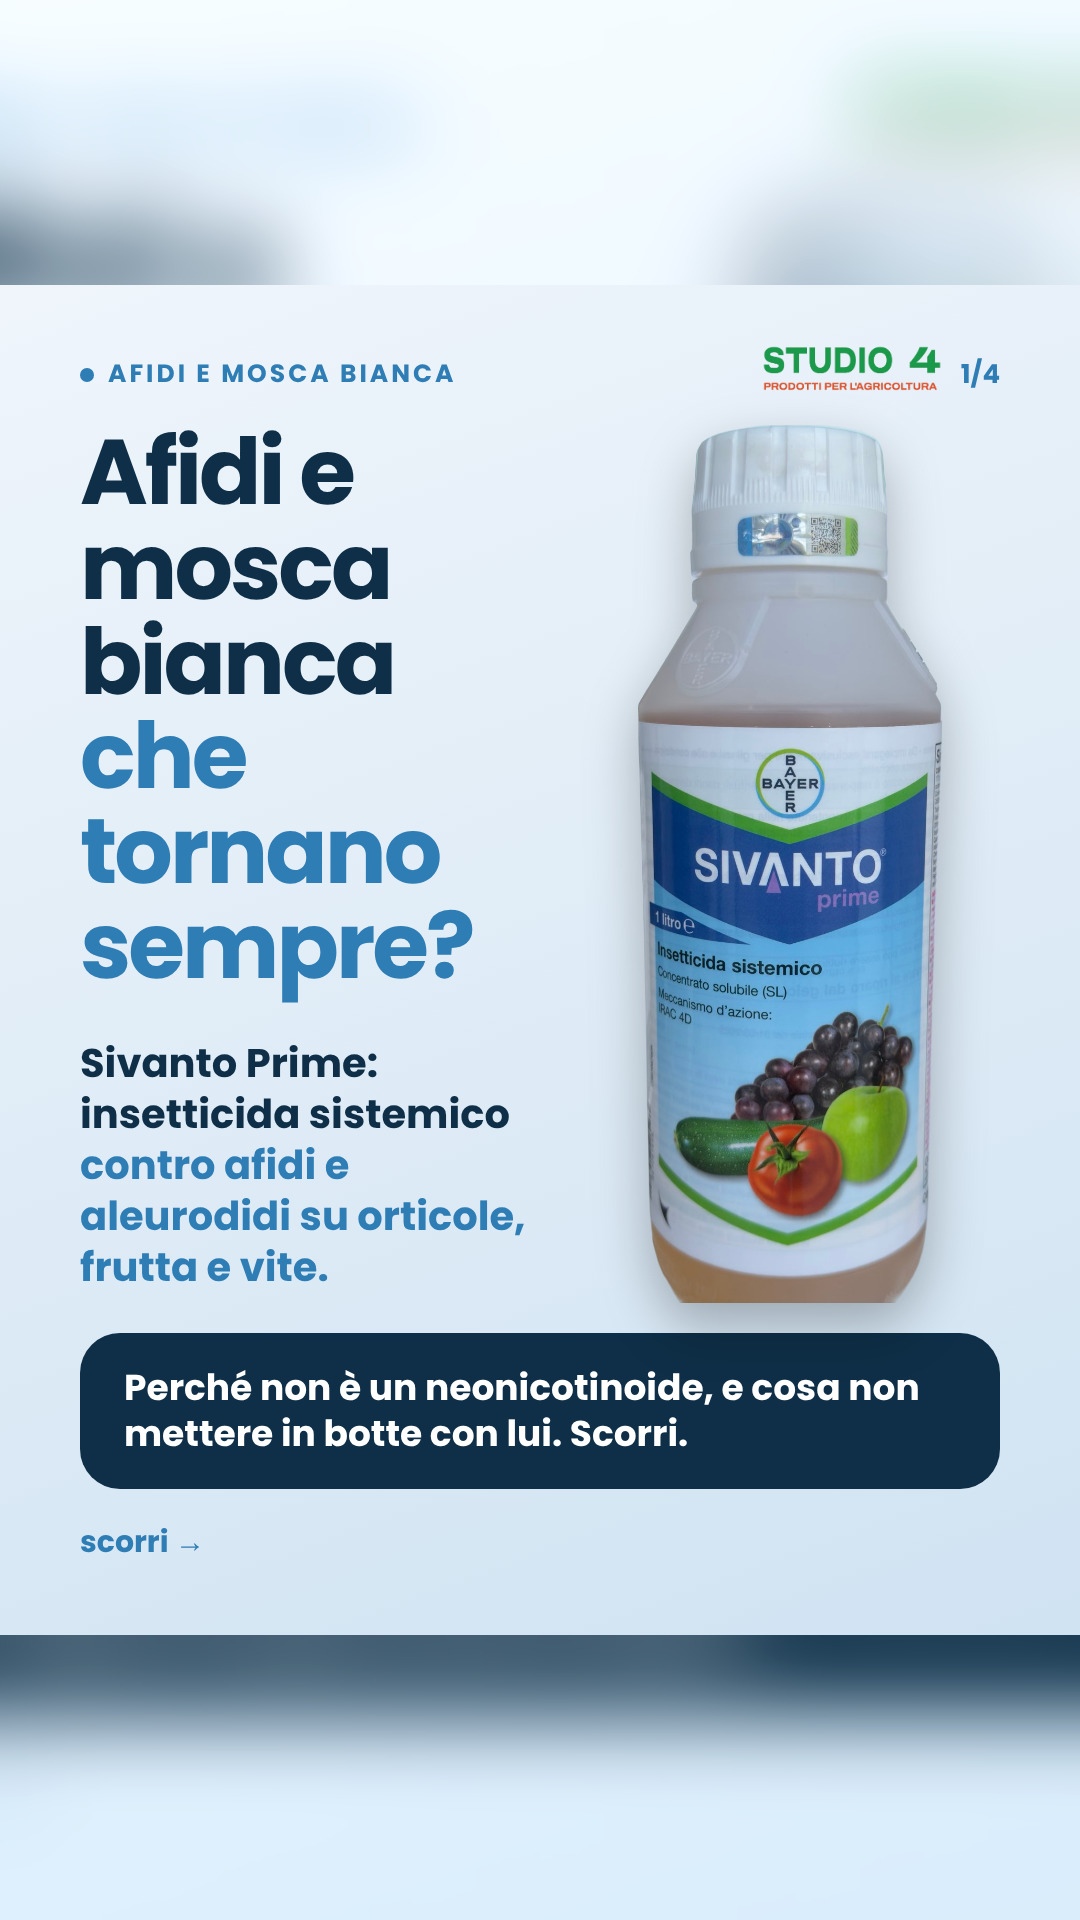 AFIDI E MOSCA BIANCA
STUDIO 4
PRODOTTI PER L'AGRICOLTURA
1/4
Afidi e
mosca
bianca
che
tornano
sempre?
Sivanto Prime:
insetticida sistemico
contro afidi e
aleurodidi su orticole,
frutta e vite.
BAYER
BAYER
SIVANTO®
prime
1 litro ℮
Insetticida sistemico
Concentrato solubile (SL)
Meccanismo d'azione:
IRAC 4D
Perché non è un neonicotinoide, e cosa non
mettere in botte con lui. Scorri.
scorri →